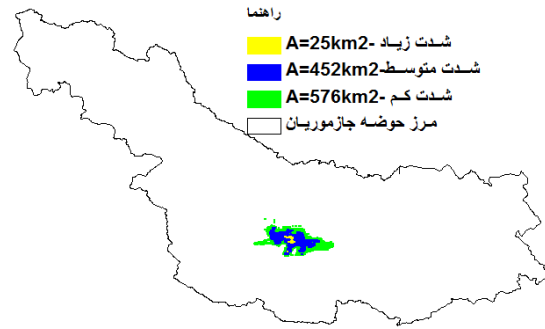 راهنما
شدت زیاد -A=25km2
شدت متوسط-A=452km2
شدت کم -A=576km2
مرز حوضه جازموریان